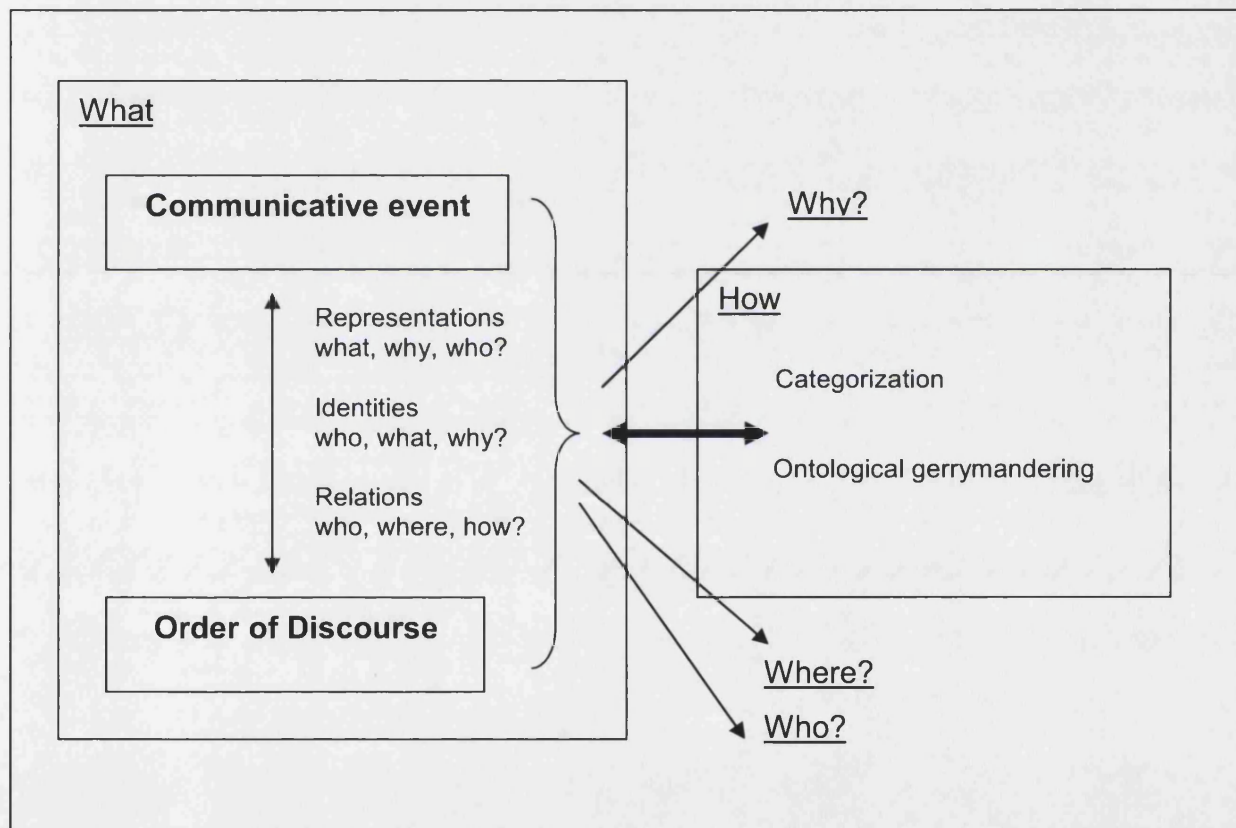 What
Communicative event
Representations
what, why, who?
Identities
who, what, why?
Relations
who, where, how?
Order of Discourse
Why?
How
Categorization
Ontological gerrymandering
Where?
Who?